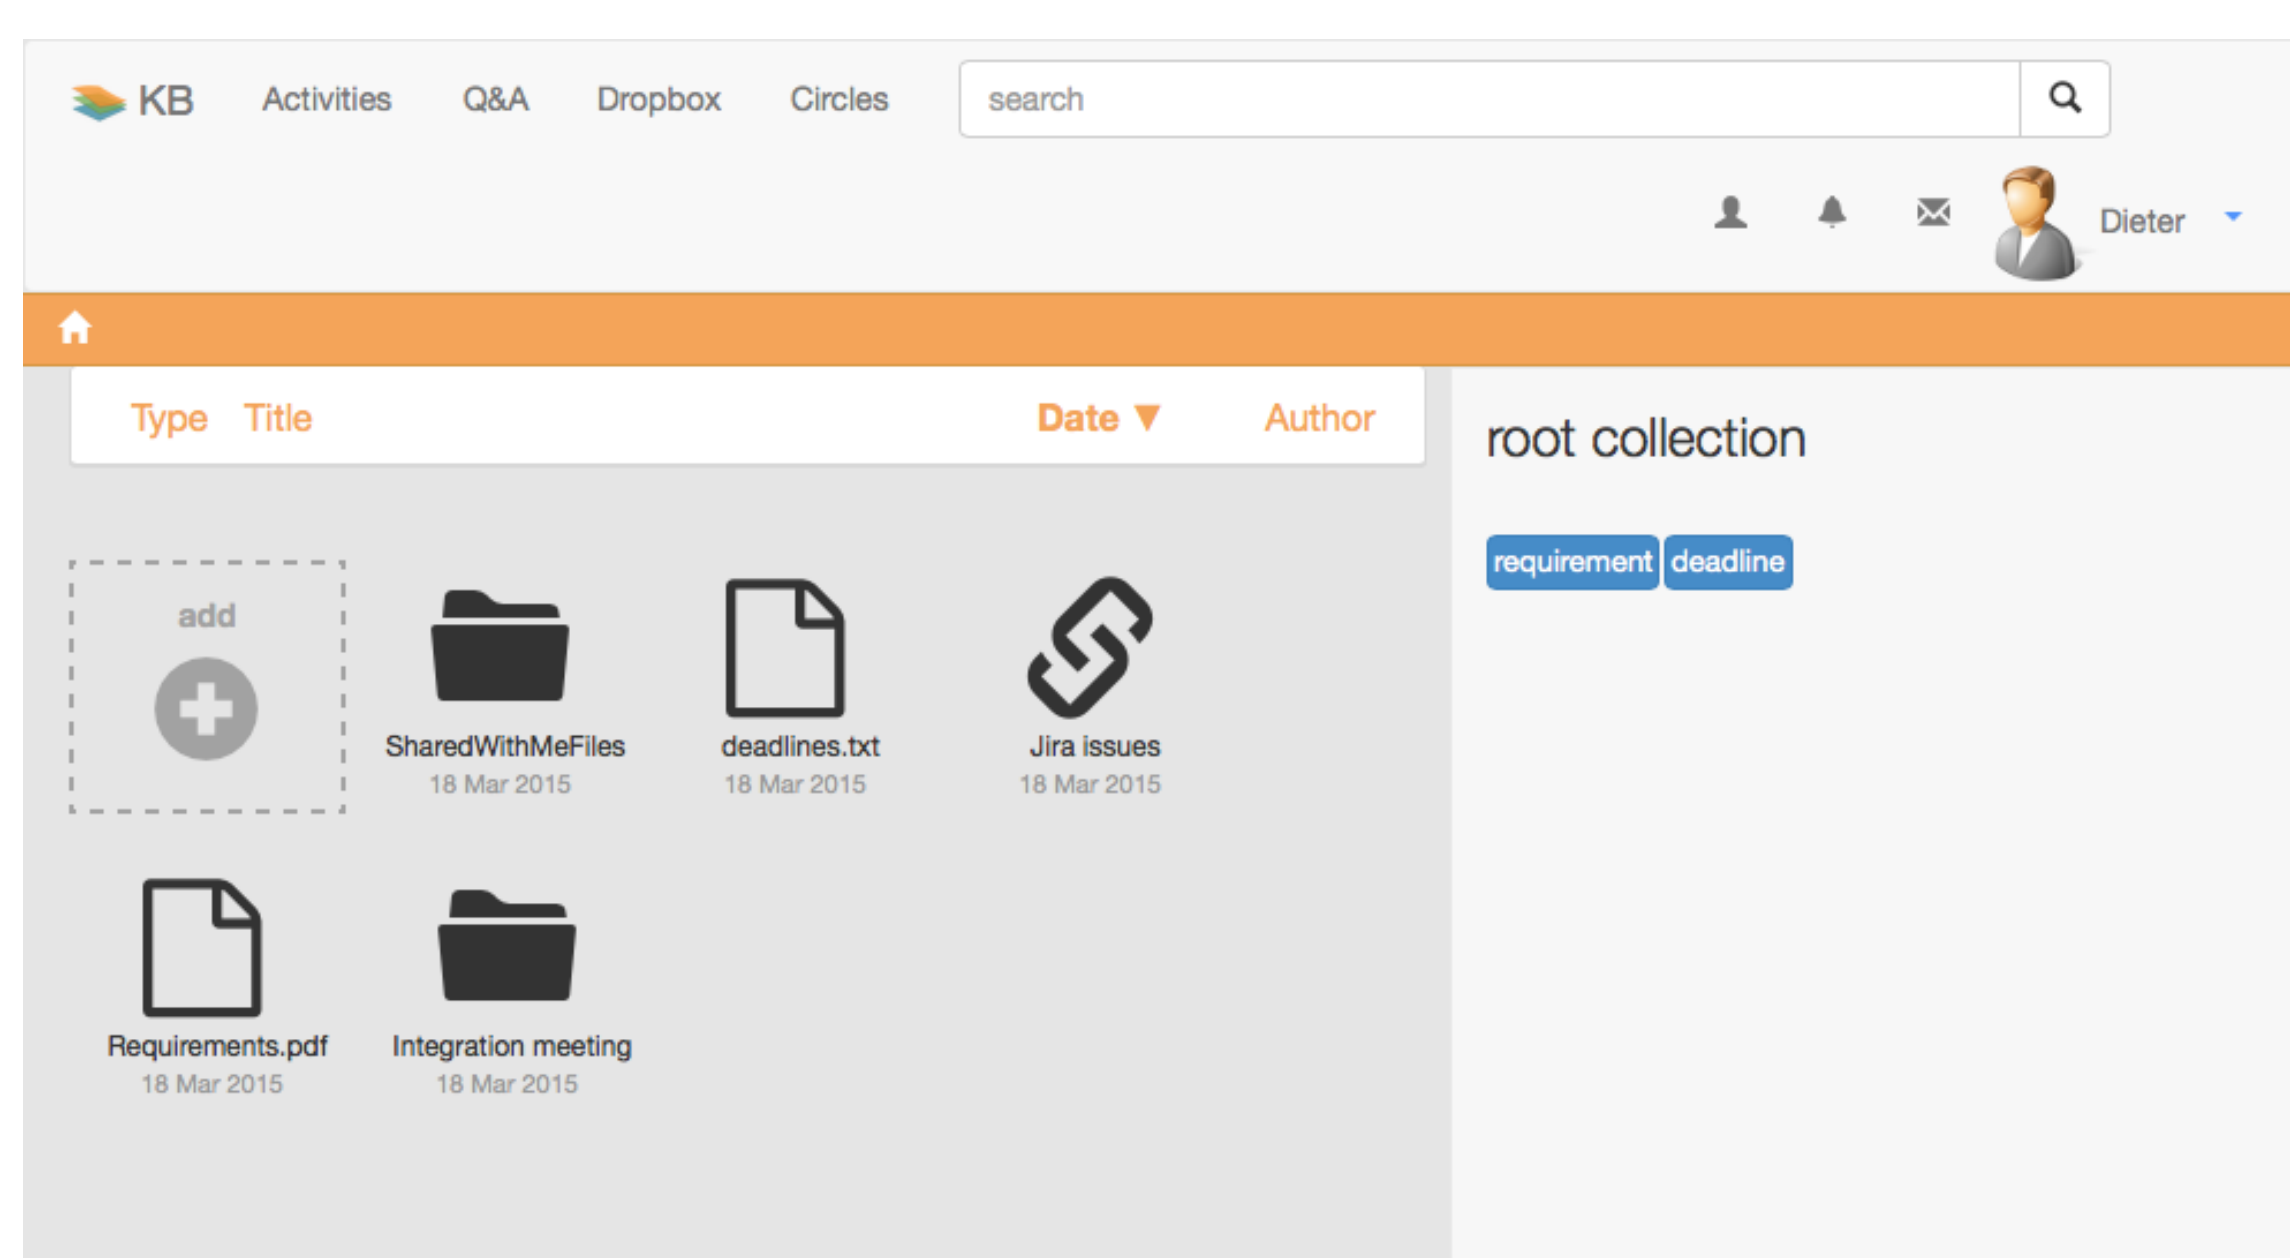 KB Activities Q&A Dropbox Circles search
Dieter
Type Title Date ▼ Author
root collection
requirement deadline
add
SharedWithMeFiles deadlines.txt Jira issues
18 Mar 2015 18 Mar 2015 18 Mar 2015
Requirements.pdf Integration meeting
18 Mar 2015 18 Mar 2015